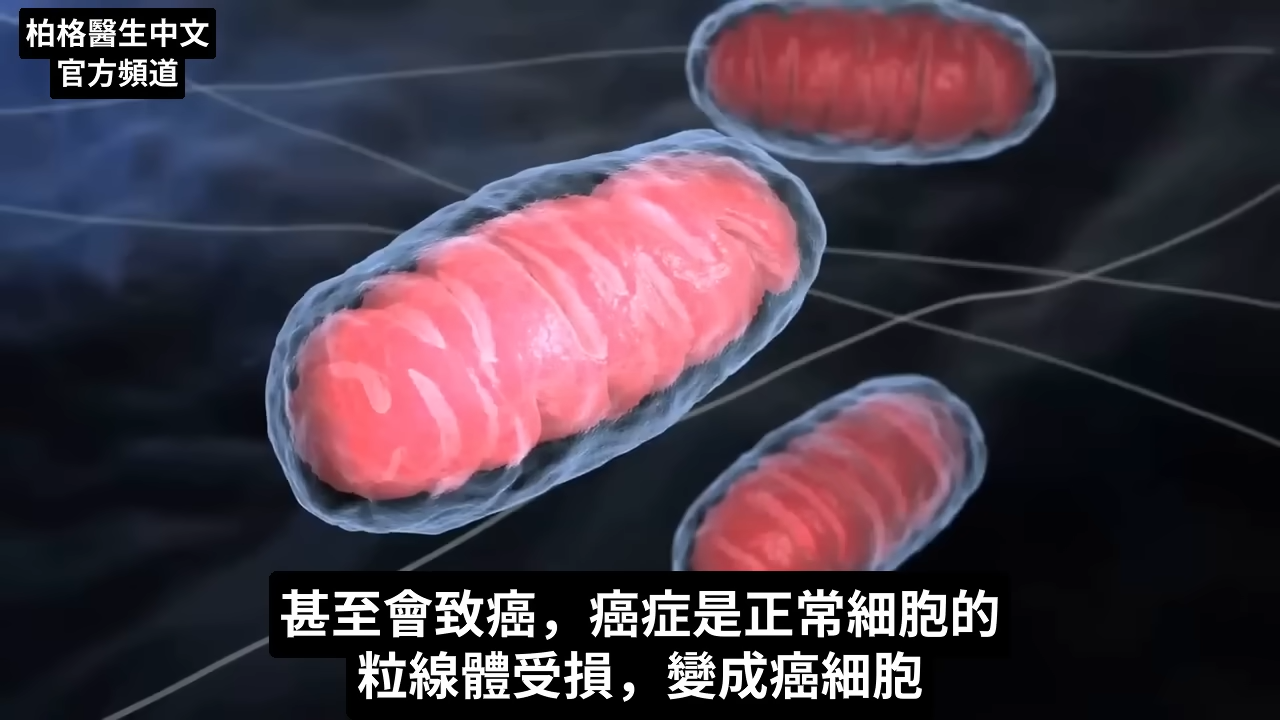 柏格醫生中文
官方頻道
甚至會致癌，癌症是正常細胞的
粒線體受損，變成癌細胞